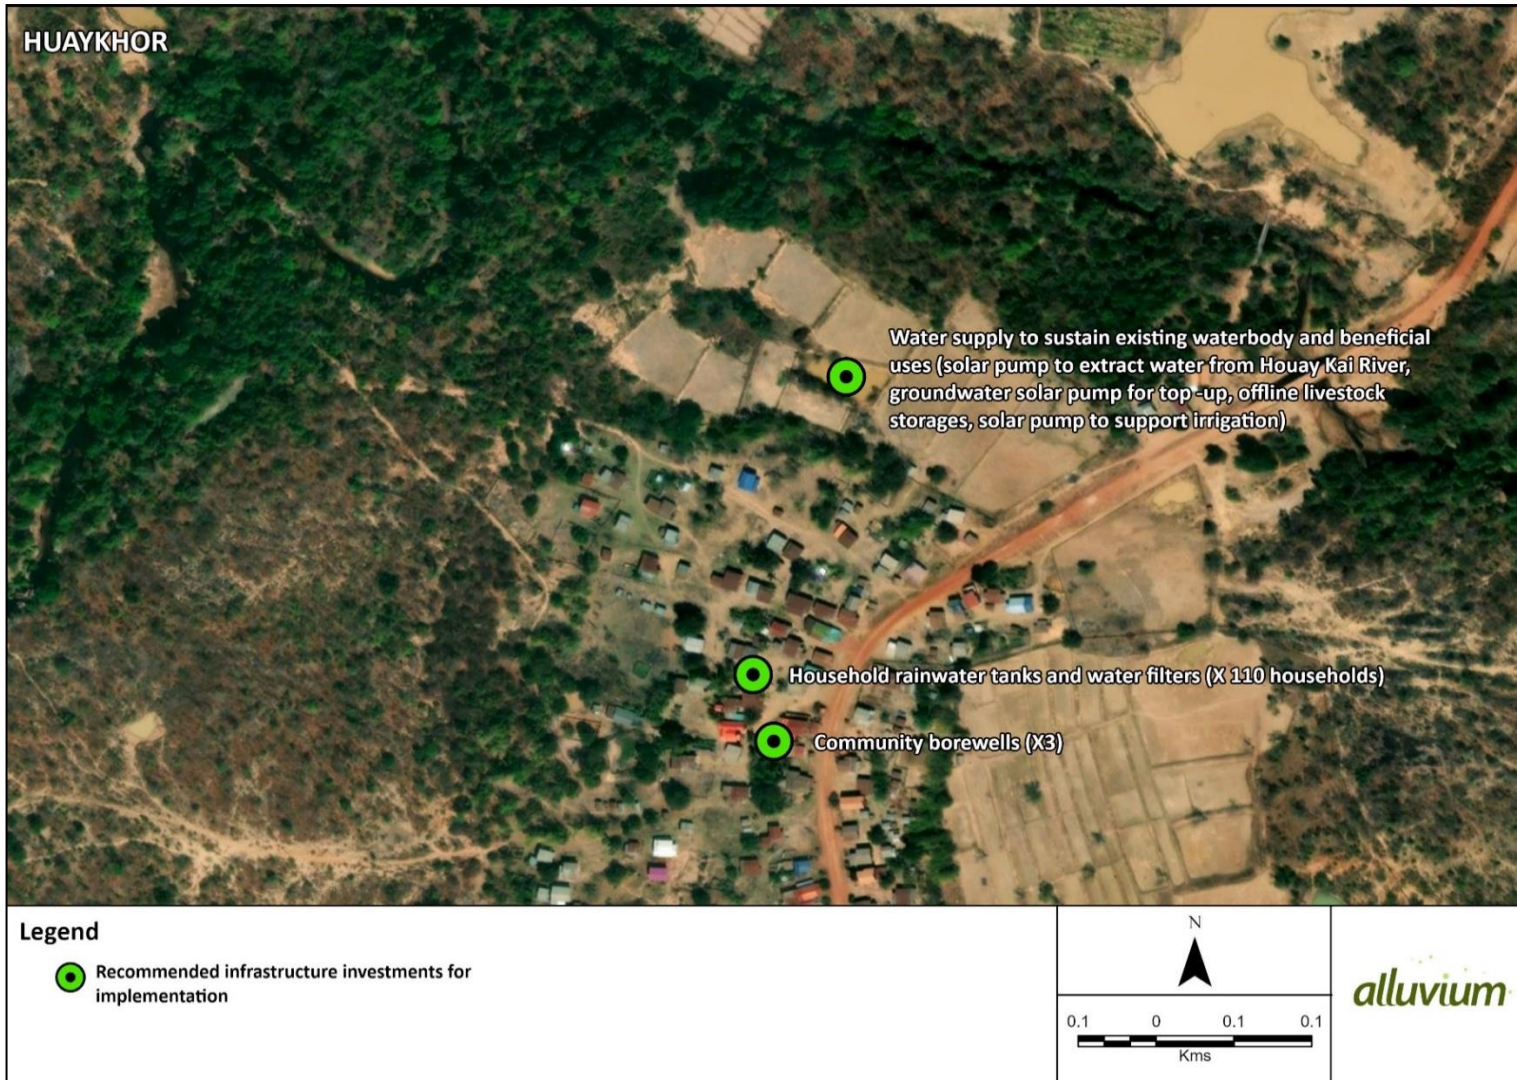 HUAYKHOR
Water supply to sustain existing waterbody and beneficial
uses (solar pump to extract water from Houay Kai River,
groundwater solar pump for top -up, offline livestock
storages, solar pump to support irrigation)
Household rainwater tanks and water filters (X 110 households)
Community borewells (X3)
Legend
Recommended infrastructure investments for
implementation
N
0.1 0 0.1 0.1
Kms
alluvium